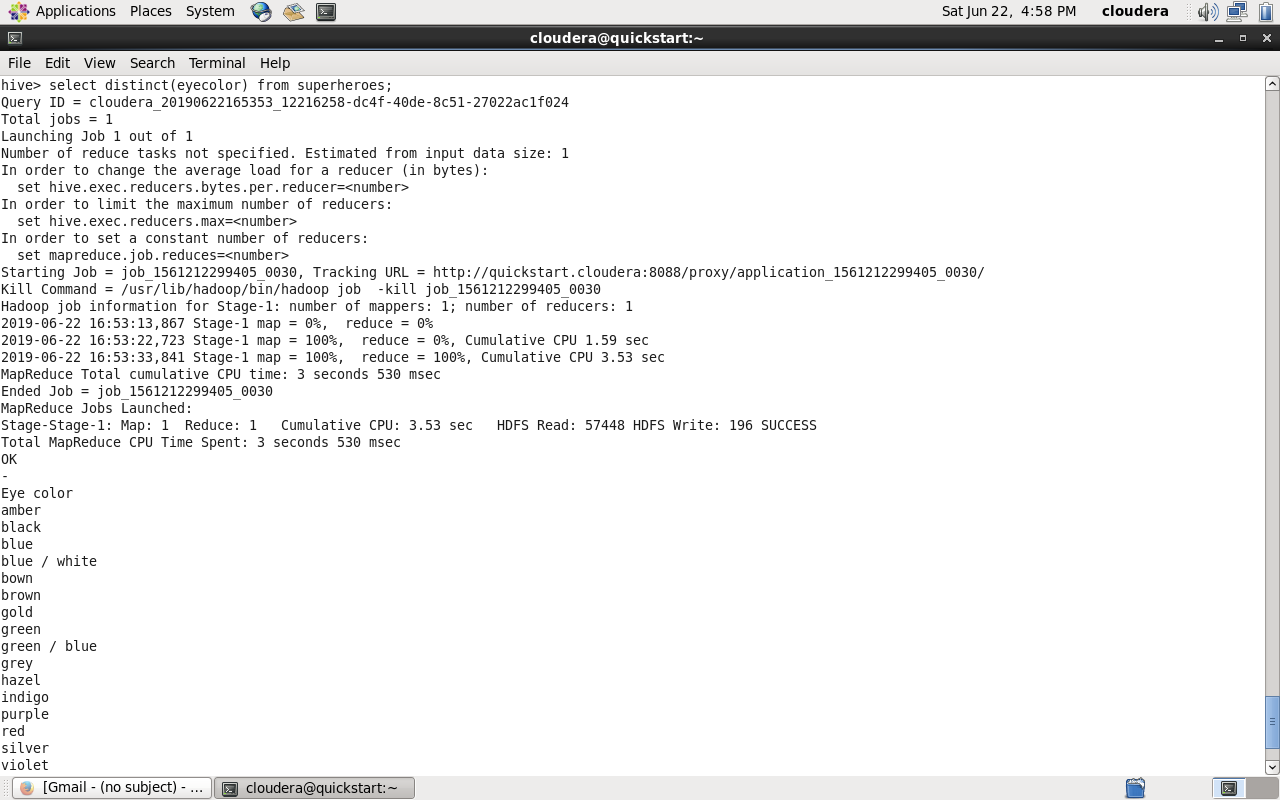 Applications Places System Sat Jun 22, 4:58 PM cloudera
cloudera@quickstart:~
File Edit View Search Terminal Help
hive> select distinct(eyecolor) from superheroes;
Query ID = cloudera_20190622165353_12216258-dc4f-40de-8c51-27022ac1f024
Total jobs = 1
Launching Job 1 out of 1
Number of reduce tasks not specified. Estimated from input data size: 1
In order to change the average load for a reducer (in bytes):
  set hive.exec.reducers.bytes.per.reducer=<number>
In order to limit the maximum number of reducers:
  set hive.exec.reducers.max=<number>
In order to set a constant number of reducers:
  set mapreduce.job.reduces=<number>
Starting Job = job_1561212299405_0030, Tracking URL = http://quickstart.cloudera:8088/proxy/application_1561212299405_0030/
Kill Command = /usr/lib/hadoop/bin/hadoop job  -kill job_1561212299405_0030
Hadoop job information for Stage-1: number of mappers: 1; number of reducers: 1
2019-06-22 16:53:13,867 Stage-1 map = 0%,  reduce = 0%
2019-06-22 16:53:22,723 Stage-1 map = 100%,  reduce = 0%, Cumulative CPU 1.59 sec
2019-06-22 16:53:33,841 Stage-1 map = 100%,  reduce = 100%, Cumulative CPU 3.53 sec
MapReduce Total cumulative CPU time: 3 seconds 530 msec
Ended Job = job_1561212299405_0030
MapReduce Jobs Launched:
Stage-Stage-1: Map: 1  Reduce: 1   Cumulative CPU: 3.53 sec   HDFS Read: 57448 HDFS Write: 196 SUCCESS
Total MapReduce CPU Time Spent: 3 seconds 530 msec
OK
-
Eye color
amber
black
blue
blue / white
bown
brown
gold
green
green / blue
grey
hazel
indigo
purple
red
silver
violet
[Gmail - (no subject) - ... cloudera@quickstart:~